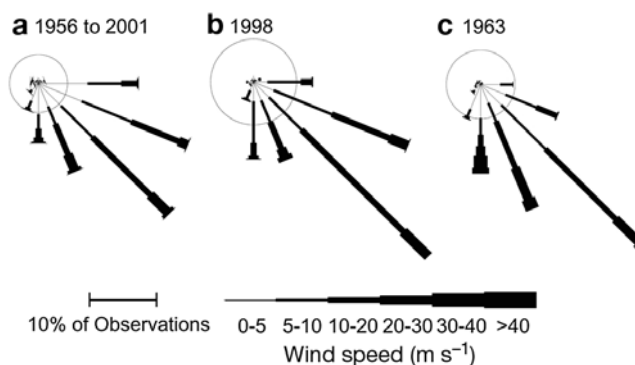 a 1956 to 2001
b 1998
c 1963
10% of Observations
0-5 5-10 10-20 20-30 30-40 >40
Wind speed (m s⁻¹)